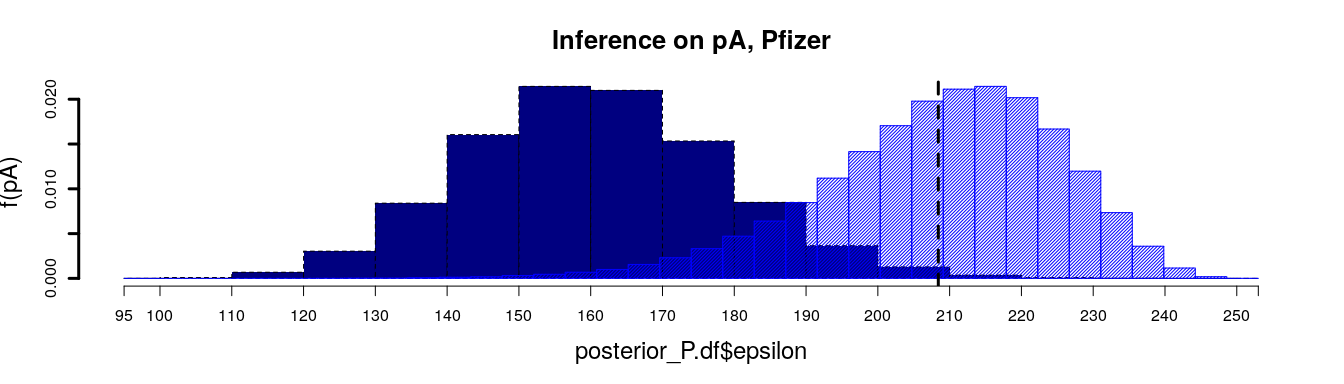 Inference on pA, Pfizer
f(pA)
0.020
0.010
0.000
95 100 110 120 130 140 150 160 170 180 190 200 210 220 230 240 250
posterior_P.df$epsilon